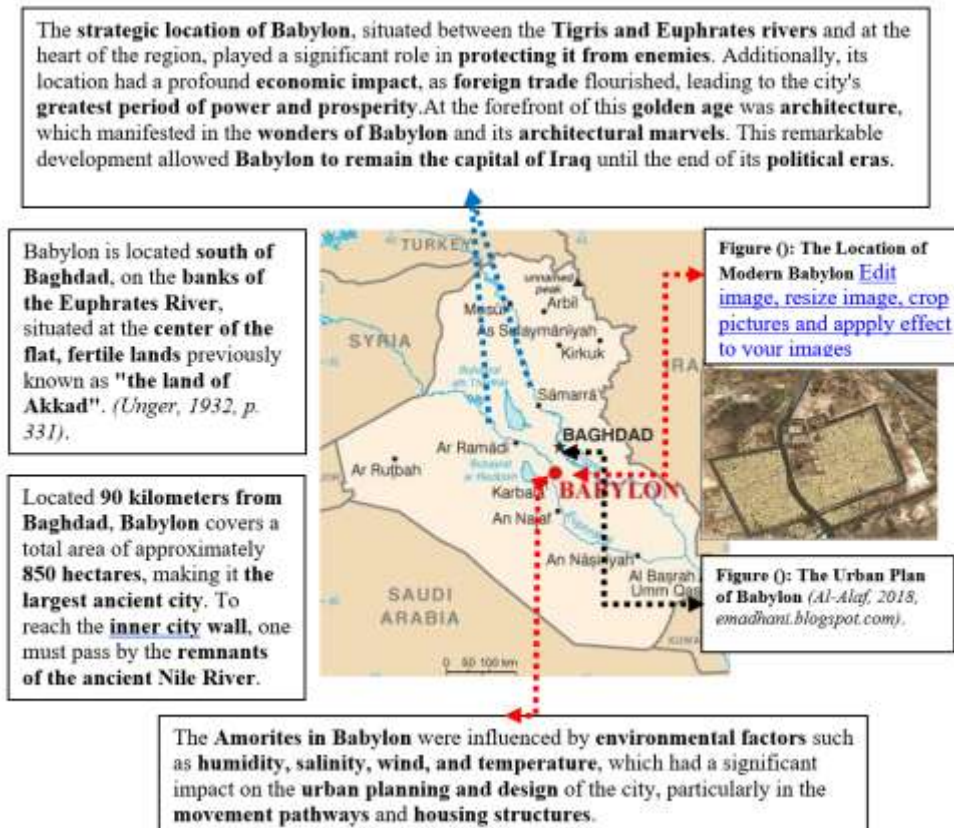 The strategic location of Babylon, situated between the Tigris and Euphrates rivers and at the
heart of the region, played a significant role in protecting it from enemies. Additionally, its
location had a profound economic impact, as foreign trade flourished, leading to the city's
greatest period of power and prosperity.At the forefront of this golden age was architecture,
which manifested in the wonders of Babylon and its architectural marvels. This remarkable
development allowed Babylon to remain the capital of Iraq until the end of its political eras.
Babylon is located south of
Baghdad, on the banks of
the Euphrates River,
situated at the center of the
flat, fertile lands previously
known as "the land of
Akkad". (Unger, 1932, p.
331).
Located 90 kilometers from
Baghdad, Babylon covers a
total area of approximately
850 hectares, making it the
largest ancient city. To
reach the inner city wall, one
must pass by the remnants
of the ancient Nile River.
TURKEY
unnamed
peak
Arbīl
Mosul
As Sulaymānīyah
Kirkuk
SYRIA
Sāmarrā'
BAGHDAD
Ar Ramādī
Ar Ruţbah
Karbala
BABYLON
An Najaf
An Nāşirīyah
Al Başrah
Umm Qas
SAUDI
ARABIA
0 50 100 km
Figure (): The Location of
Modern Babylon Edit
image, resize image, crop
pictures and appply effect
to your images
Figure (): The Urban Plan
of Babylon (Al-Alaf, 2018,
emadhani.blogspot.com).
The Amorites in Babylon were influenced by environmental factors such
as humidity, salinity, wind, and temperature, which had a significant
impact on the urban planning and design of the city, particularly in the
movement pathways and housing structures.